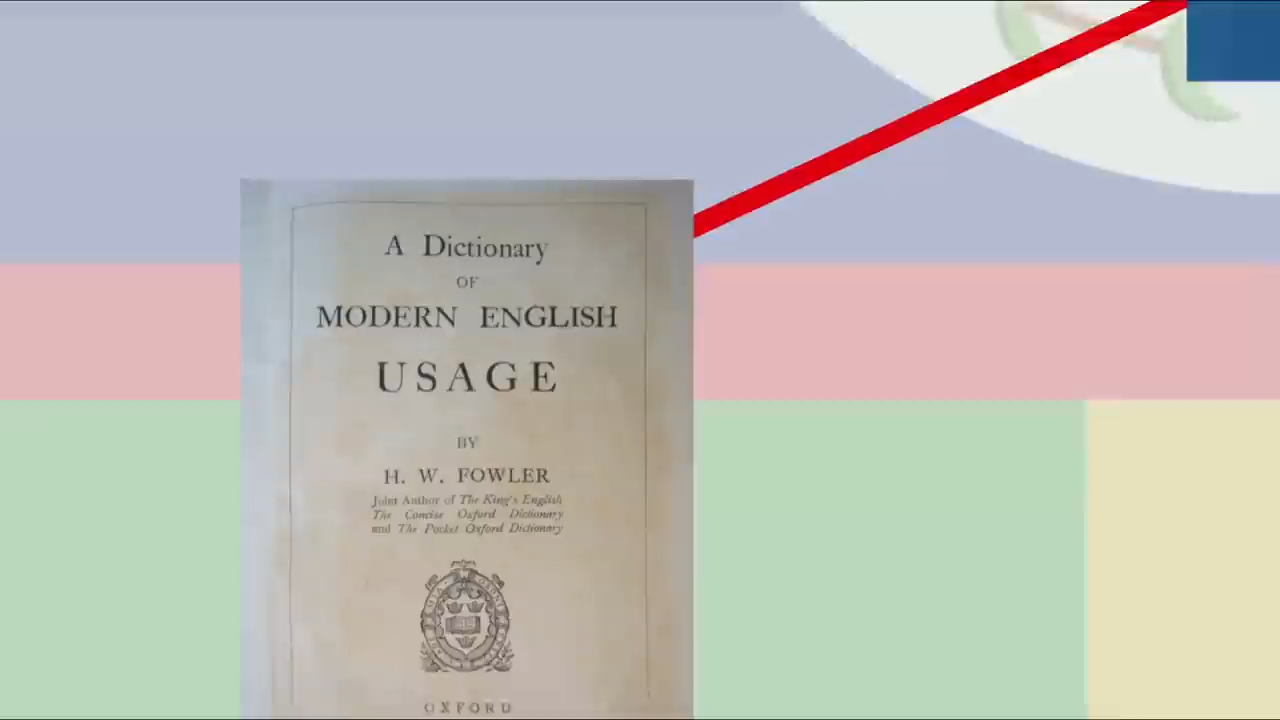 A Dictionary
OF
MODERN ENGLISH
USAGE
BY
H. W. FOWLER
Joint Author of The King's English
The Concise Oxford Dictionary
and The Pocket Oxford Dictionary
OXFORD